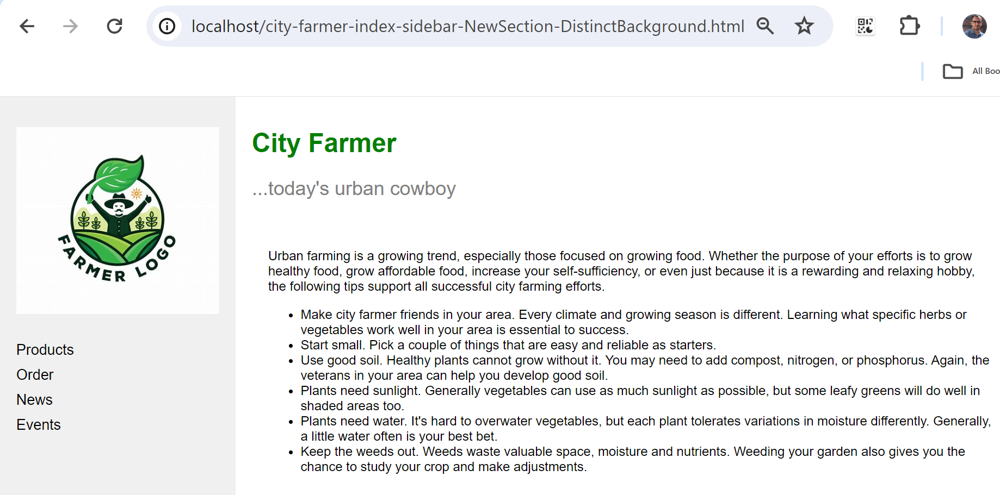 localhost/city-farmer-index-sidebar-NewSection-DistinctBackground.html
All Boo
FARMER LOGO
Products
Order
News
Events
City Farmer
...today's urban cowboy
Urban farming is a growing trend, especially those focused on growing food. Whether the purpose of your efforts is to grow
healthy food, grow affordable food, increase your self-sufficiency, or even just because it is a rewarding and relaxing hobby,
the following tips support all successful city farming efforts.
• Make city farmer friends in your area. Every climate and growing season is different. Learning what specific herbs or
vegetables work well in your area is essential to success.
• Start small. Pick a couple of things that are easy and reliable as starters.
• Use good soil. Healthy plants cannot grow without it. You may need to add compost, nitrogen, or phosphorus. Again, the
veterans in your area can help you develop good soil.
• Plants need sunlight. Generally vegetables can use as much sunlight as possible, but some leafy greens will do well in
shaded areas too.
• Plants need water. It's hard to overwater vegetables, but each plant tolerates variations in moisture differently. Generally,
a little water often is your best bet.
• Keep the weeds out. Weeds waste valuable space, moisture and nutrients. Weeding your garden also gives you the
chance to study your crop and make adjustments.